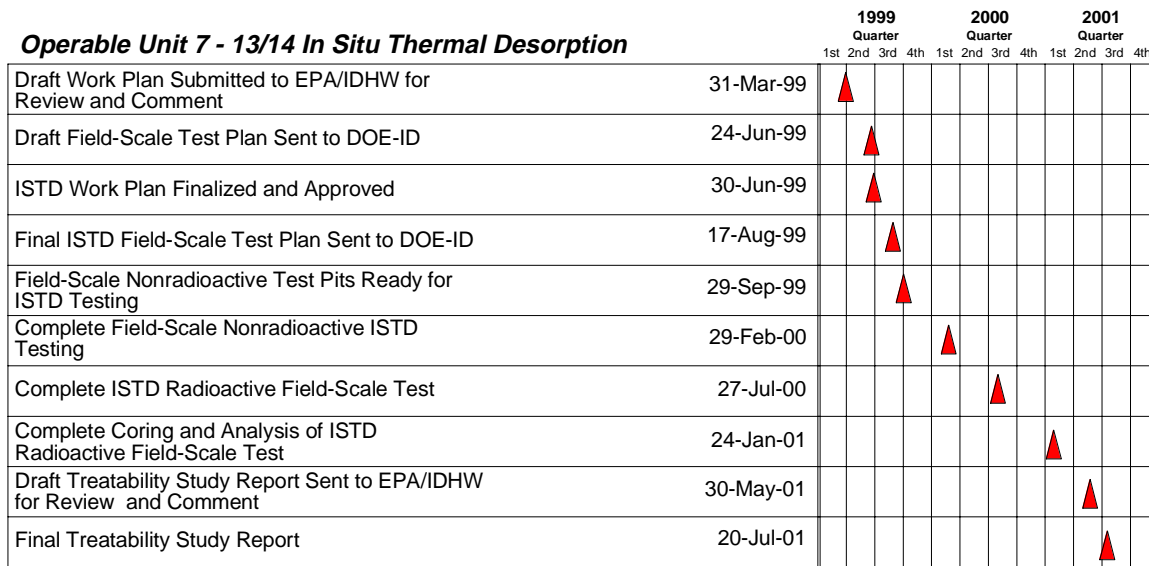 1999 2000 2001
Quarter Quarter Quarter
Operable Unit 7 - 13/14 In Situ Thermal Desorption
1st 2nd 3rd 4th 1st 2nd 3rd 4th 1st 2nd 3rd 4th
Draft Work Plan Submitted to EPA/IDHW for
Review and Comment
31-Mar-99
Draft Field-Scale Test Plan Sent to DOE-ID
24-Jun-99
ISTD Work Plan Finalized and Approved
30-Jun-99
Final ISTD Field-Scale Test Plan Sent to DOE-ID
17-Aug-99
Field-Scale Nonradioactive Test Pits Ready for
ISTD Testing
29-Sep-99
Complete Field-Scale Nonradioactive ISTD
Testing
29-Feb-00
Complete ISTD Radioactive Field-Scale Test
27-Jul-00
Complete Coring and Analysis of ISTD
Radioactive Field-Scale Test
24-Jan-01
Draft Treatability Study Report Sent to EPA/IDHW
for Review and Comment
30-May-01
Final Treatability Study Report
20-Jul-01